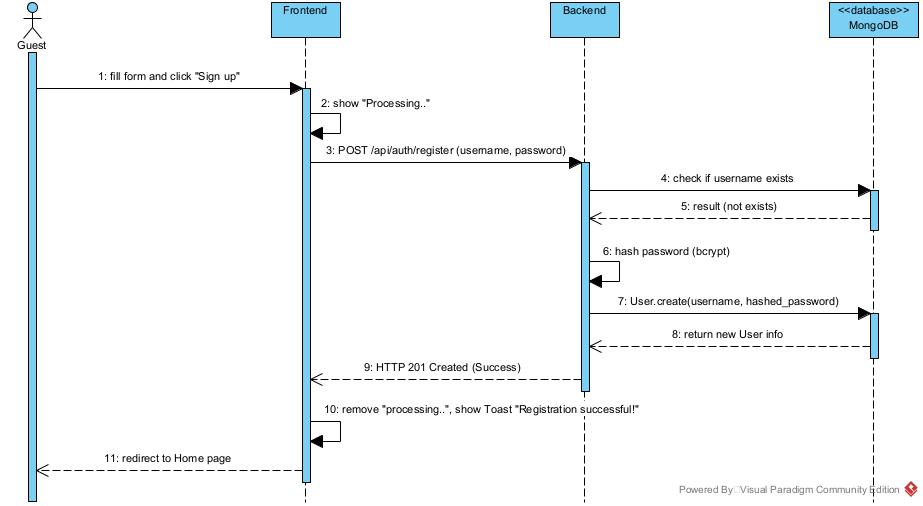 Guest
Frontend
Backend
<<database>>
MongoDB
1: fill form and click "Sign up"
2: show "Processing.."
3: POST /api/auth/register (username, password)
4: check if username exists
5: result (not exists)
6: hash password (bcrypt)
7: User.create(username, hashed_password)
8: return new User info
9: HTTP 201 Created (Success)
10: remove "processing..", show Toast "Registration successful!"
11: redirect to Home page
Powered By Visual Paradigm Community Edition